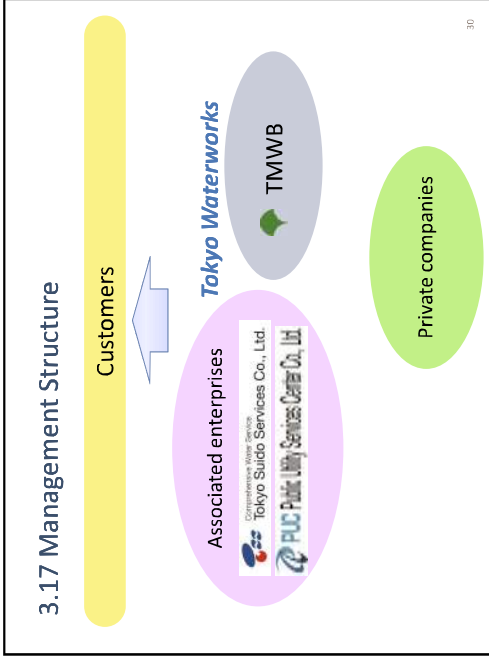 3.17 Management Structure
Customers
Tokyo Waterworks
Associated enterprises
Comprehensive Water Service
Tokyo Suido Services Co., Ltd.
PUC Public Utility Services Center Co., Ltd.
TMWB
Private companies
30